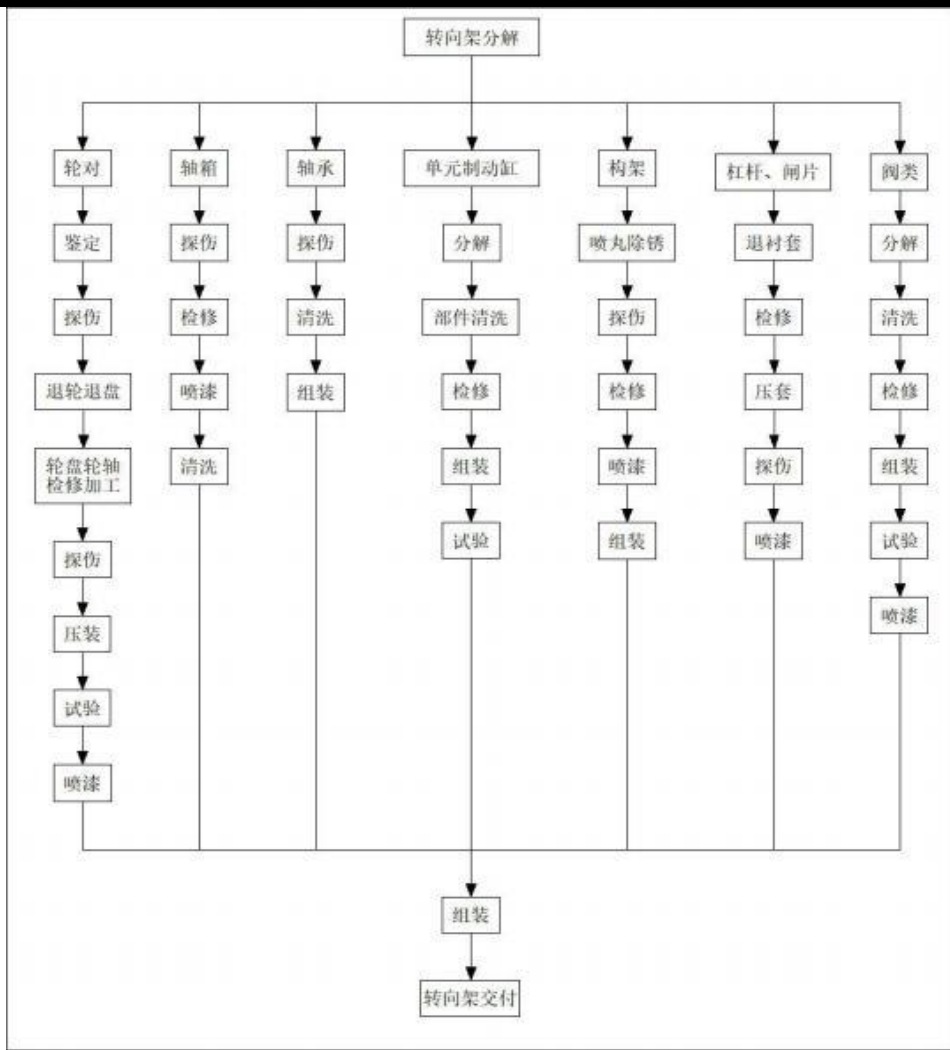 转向架分解
轮对
轴箱
轴承
单元制动缸
构架
杠杆、闸片
阀类
鉴定
探伤
探伤
分解
喷丸除锈
退衬套
分解
探伤
检修
清洗
部件清洗
探伤
检修
清洗
退轮退盘
喷漆
组装
检修
检修
压套
检修
轮盘轮轴
检修加工
清洗
组装
喷漆
探伤
组装
探伤
试验
组装
喷漆
试验
压装
喷漆
试验
喷漆
组装
转向架交付